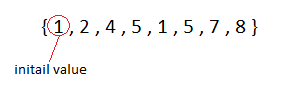 { 1 , 2 , 4 , 5 , 1 , 5 , 7 , 8 }
initail value